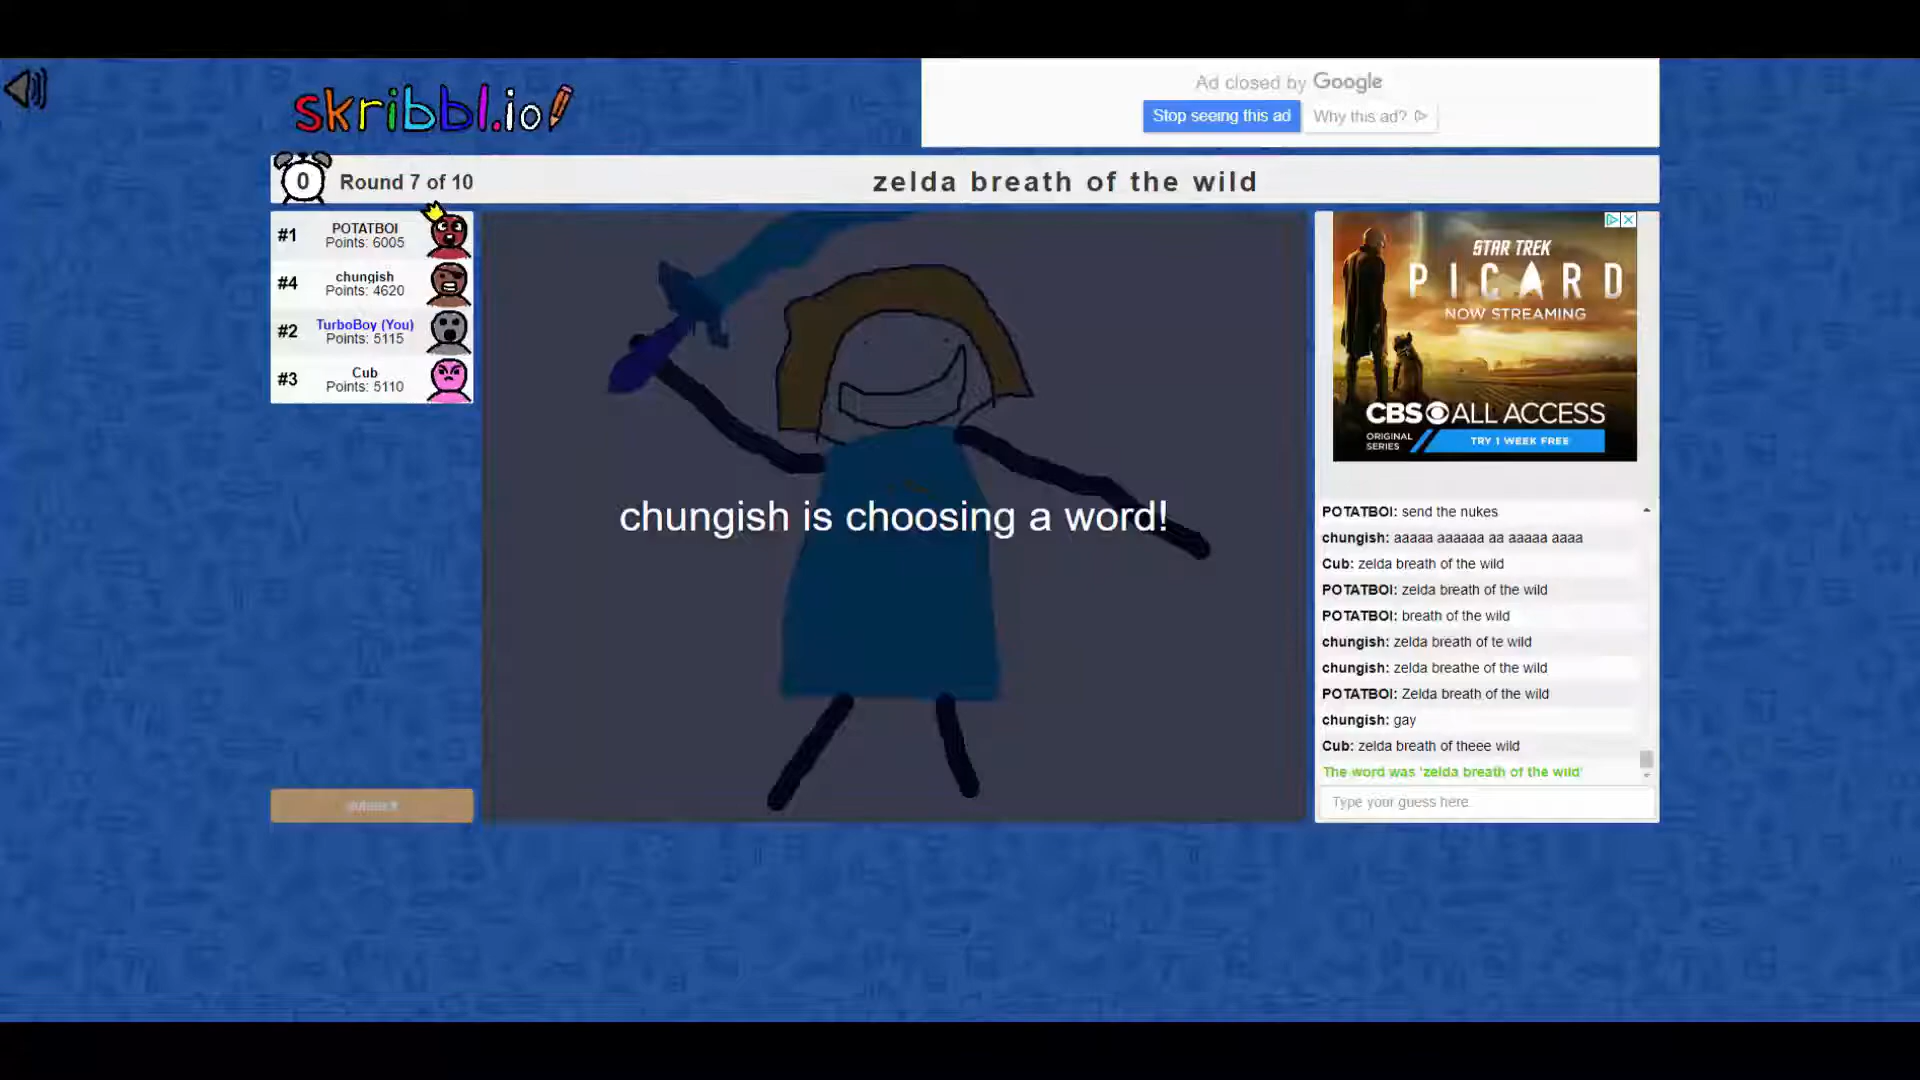 skribbl.io
Ad closed by Google
Stop seeing this ad
Why this ad?
0
Round 7 of 10
zelda breath of the wild
#1
POTATBOI
Points: 6005
#4
chungish
Points: 4620
#2
TurboBoy (You)
Points: 5115
#3
Cub
Points: 5110
chungish is choosing a word!
STAR TREK
PICARD
NOW STREAMING
CBS ALL ACCESS
ORIGINAL SERIES
TRY 1 WEEK FREE
POTATBOI: send the nukes
chungish: aaaaa aaaaaa aa aaaaa aaaa
Cub: zelda breath of the wild
POTATBOI: zelda breath of the wild
POTATBOI: breath of the wild
chungish: zelda breath of te wild
chungish: zelda breathe of the wild
POTATBOI: Zelda breath of the wild
chungish: gay
Cub: zelda breath of theee wild
The word was 'zelda breath of the wild'
Type your guess here